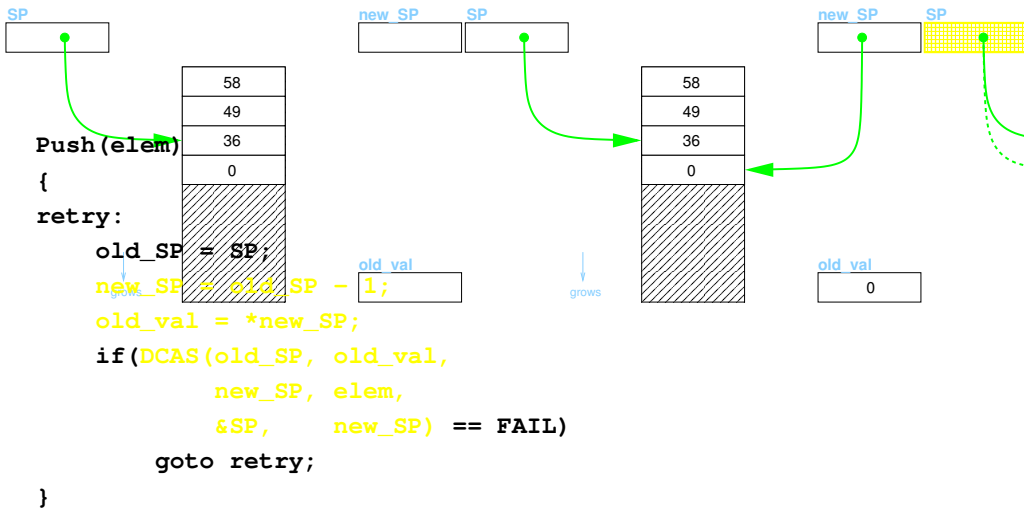 SP
new_SP SP
new_SP SP
58
49
36
0
58
49
36
0
Push(elem)
{
retry:
old_SP = SP;
new_SP = old_SP - 1;
old_val = *new_SP;
if(DCAS(old_SP, old_val,
new_SP, elem,
&SP, new_SP) == FAIL)
goto retry;
}
grows
old_val
grows
old_val
0